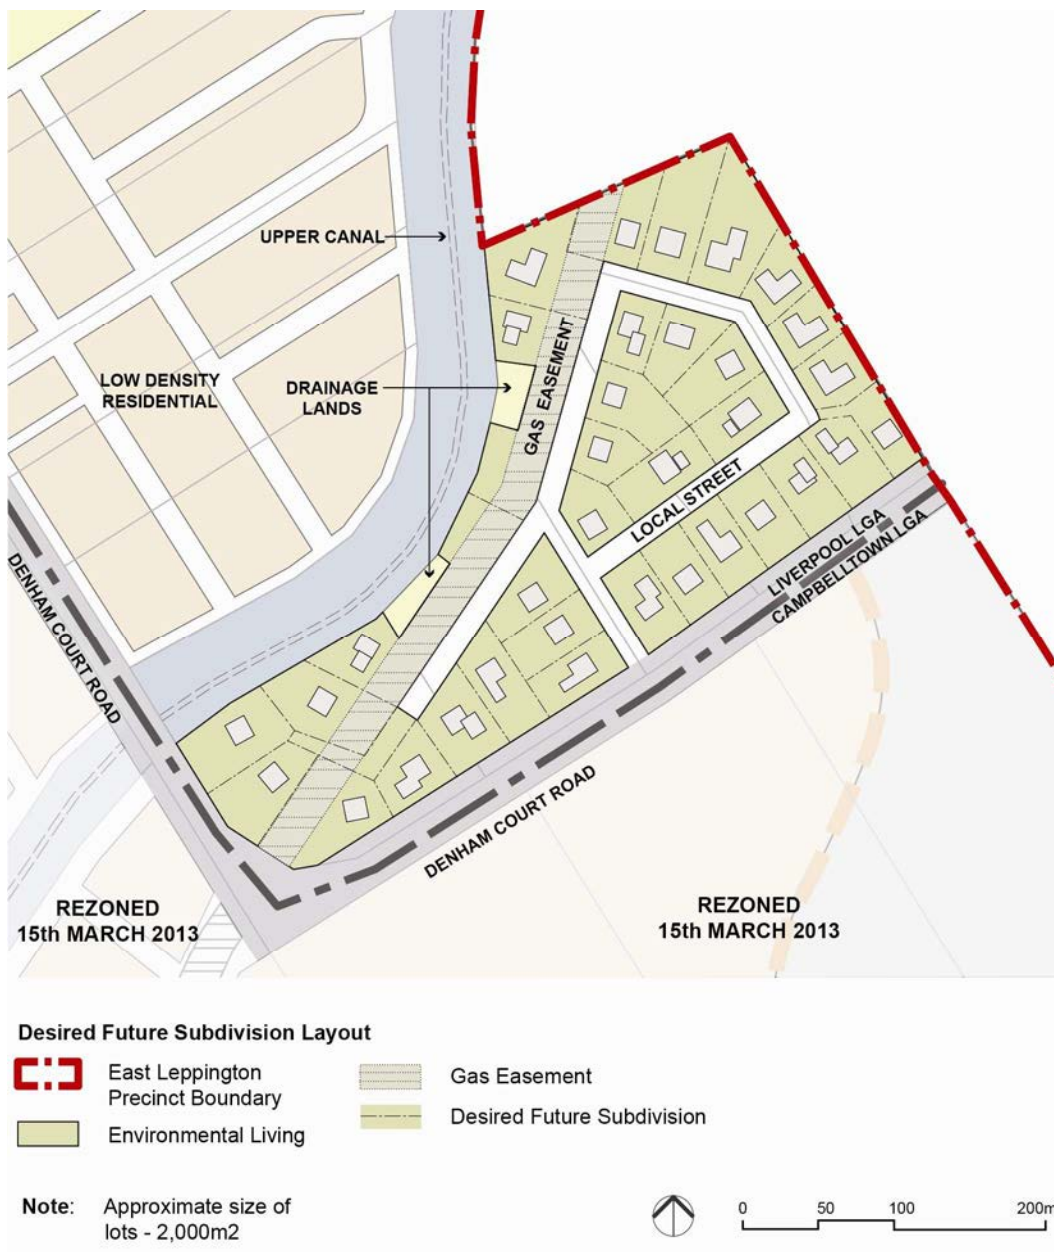 UPPER CANAL
LOW DENSITY
RESIDENTIAL
DRAINAGE
LANDS
GAS EASEMENT
LOCAL STREET
LIVERPOOL LGA
CAMPBELLTOWN LGA
DENHAM COURT ROAD
DENHAM COURT ROAD
REZONED
15th MARCH 2013
REZONED
15th MARCH 2013
Desired Future Subdivision Layout
East Leppington
Precinct Boundary
Gas Easement
Environmental Living
Desired Future Subdivision
Note: Approximate size of
lots - 2,000m2
0 50 100 200m